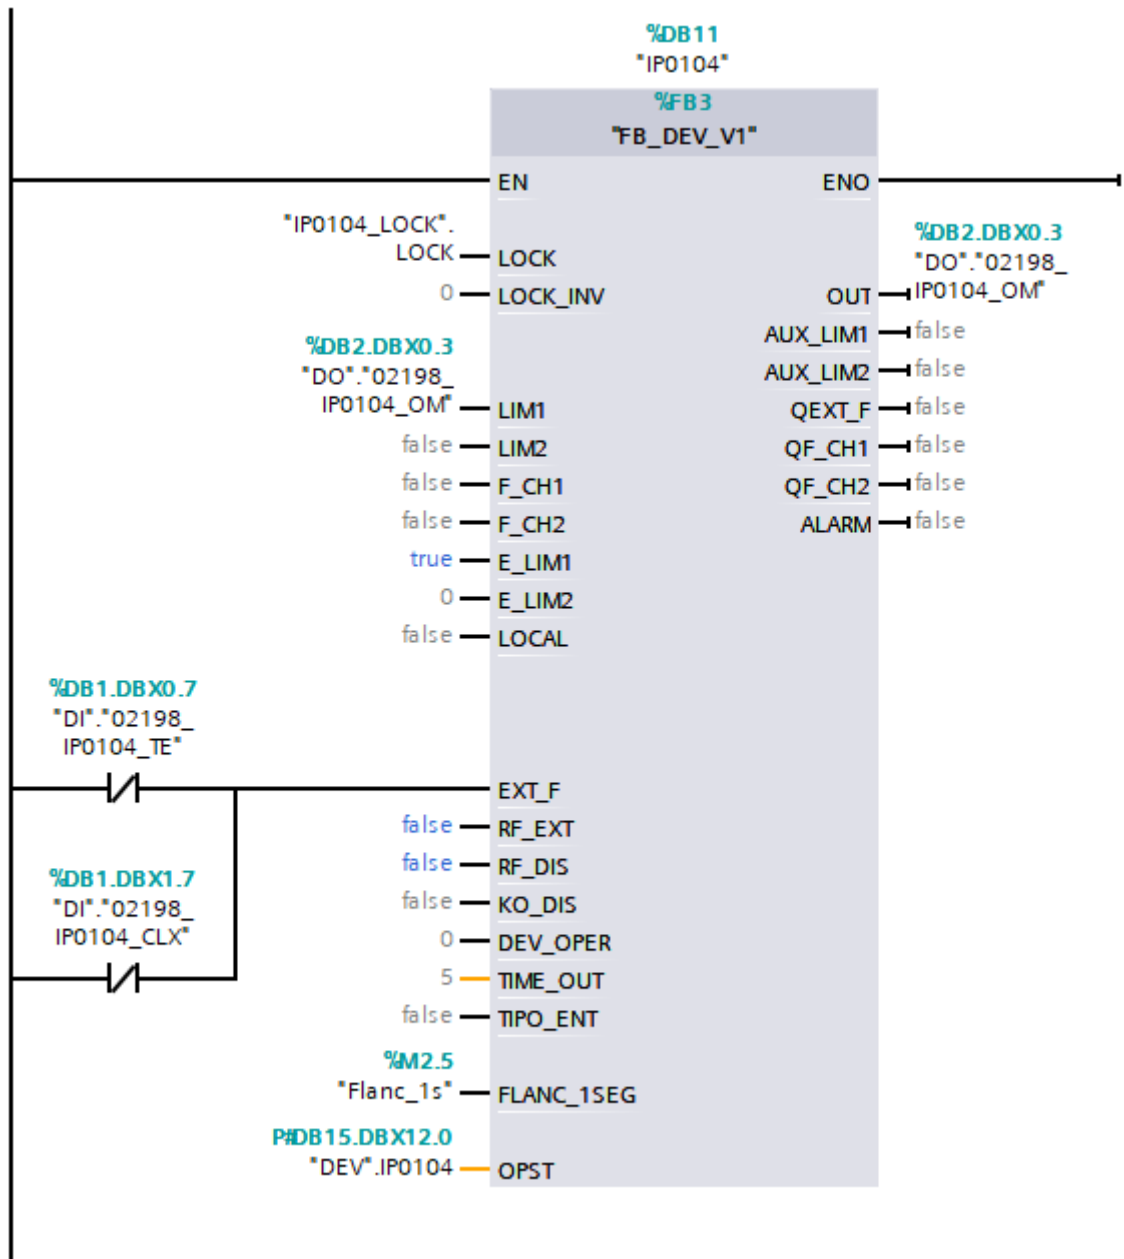 %DB11
"IP0104"
%FB3
"FB_DEV_V1"
EN
ENO
"IP0104_LOCK".
LOCK
LOCK
0
LOCK_INV
%DB2.DBX0.3
"DO"."02198_
IP0104_OM"
OUT
false
AUX_LIM1
false
AUX_LIM2
false
QEXT_F
false
QF_CH1
false
QF_CH2
false
ALARM
%DB2.DBX0.3
"DO"."02198_
IP0104_OM"
LIM1
false
LIM2
false
F_CH1
false
F_CH2
true
E_LIM1
0
E_LIM2
false
LOCAL
%DB1.DBX0.7
"DI"."02198_
IP0104_TE"
EXT_F
false
RF_EXT
false
RF_DIS
%DB1.DBX1.7
"DI"."02198_
IP0104_CLX"
false
KO_DIS
0
DEV_OPER
5
TIME_OUT
false
TIPO_ENT
%M2.5
"Flanc_1s"
FLANC_1SEG
P#DB15.DBX12.0
"DEV".IP0104
OPST